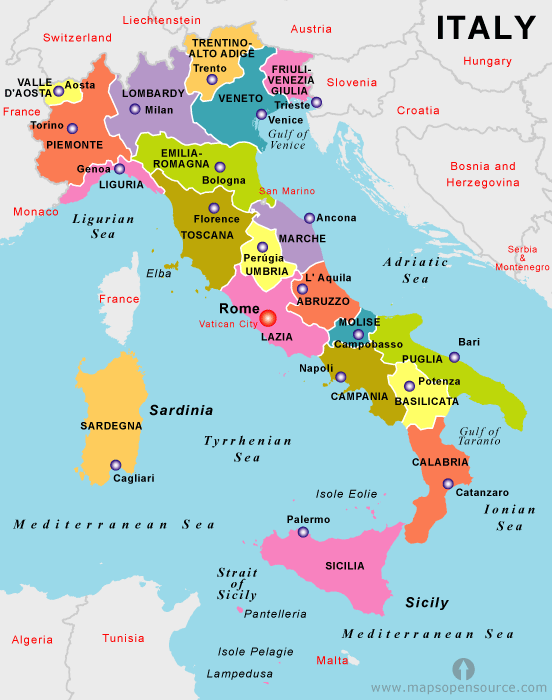 ITALY
Liechtenstein
Switzerland
Austria
Hungary
TRENTINO-
ALTO ADIGE
Trento
FRIULI-
VENEZIA
GIULIA
Slovenia
VALLE
D'AOSTA
Aosta
LOMBARDY
VENETO
Trieste
France
Milan
Venice
Croatia
Torino
Gulf of
Venice
PIEMONTE
EMILIA-
ROMAGNA
Bologna
Genoa
LIGURIA
Bosnia and
Herzegovina
San Marino
Monaco
Ligurian
Sea
Florence
TOSCANA
Ancona
MARCHE
Perúgia
UMBRIA
Adriatic
Sea
Serbia
&
Montenegro
Elba
L' Aquila
ABRUZZO
France
Rome
Vatican City
LAZIA
MOLISE
Campobasso
Bari
PUGLIA
Napoli
Potenza
CAMPANIA
BASILICATA
Sardinia
SARDEGNA
Tyrrhenian
Sea
Gulf of
Taranto
CALABRIA
Cagliari
Catanzaro
Isole Eolie
Ionian
Sea
Mediterranean Sea
Palermo
SICILIA
Strait
of
Sicily
Sicily
Pantelleria
Mediterranean Sea
Algeria
Tunisia
Isole Pelagie
Malta
Lampedusa
© www.mapsopensource.com